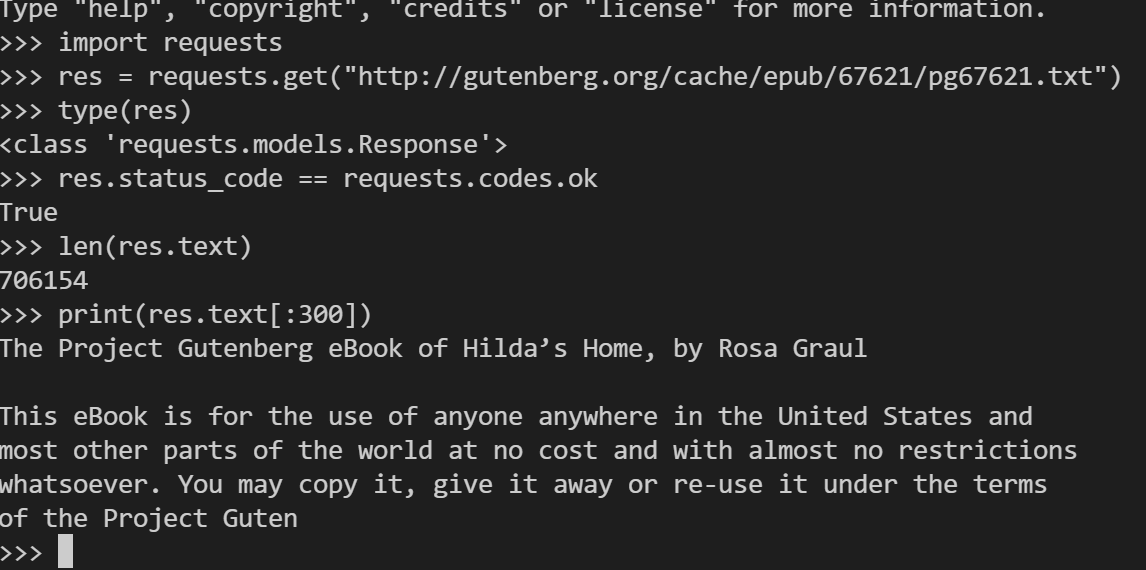 Type "help", "copyright", "credits" or "license" for more information.
>>> import requests
>>> res = requests.get("http://gutenberg.org/cache/epub/67621/pg67621.txt")
>>> type(res)
<class 'requests.models.Response'>
>>> res.status_code == requests.codes.ok
True
>>> len(res.text)
706154
>>> print(res.text[:300])
The Project Gutenberg eBook of Hilda’s Home, by Rosa Graul
This eBook is for the use of anyone anywhere in the United States and
most other parts of the world at no cost and with almost no restrictions
whatsoever. You may copy it, give it away or re-use it under the terms
of the Project Guten
>>>